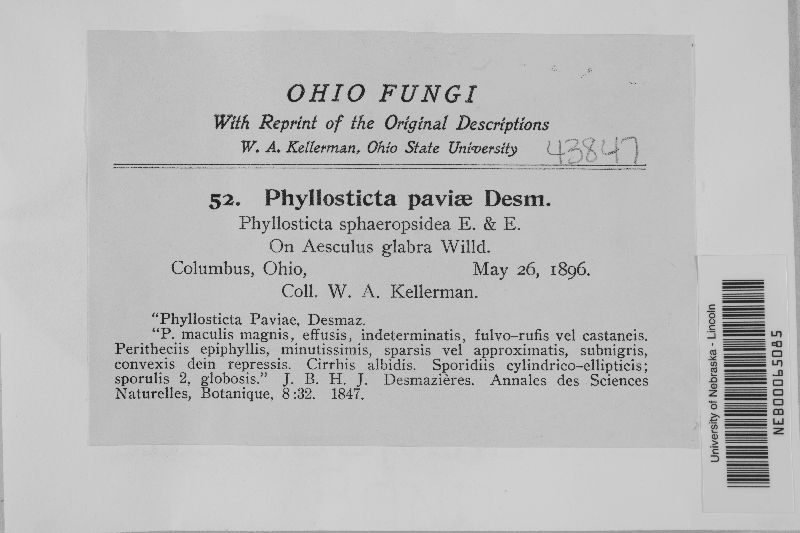 OHIO FUNGI
With Reprint of the Original Descriptions
W. A. Kellerman, Ohio State University 43847
52. Phyllosticta paviæ Desm.
Phyllosticta sphaeropsidea E. & E.
On Aesculus glabra Willd.
Columbus, Ohio, May 26, 1896.
Coll. W. A. Kellerman.
"Phyllosticta Paviae, Desmaz.
"P. maculis magnis, effusis, indeterminatis, fulvo-rufis vel castaneis.
Peritheciis epiphyllis, minutissimis, sparsis vel approximatis, subnigris,
convexis dein repressis. Cirrhis albidis. Sporidiis cylindrico-ellipticis;
sporulis 2, globosis." J. B. H. J. Desmazières. Annales des Sciences
Naturelles, Botanique, 8:32. 1847.
University of Nebraska - Lincoln
NEB00065085